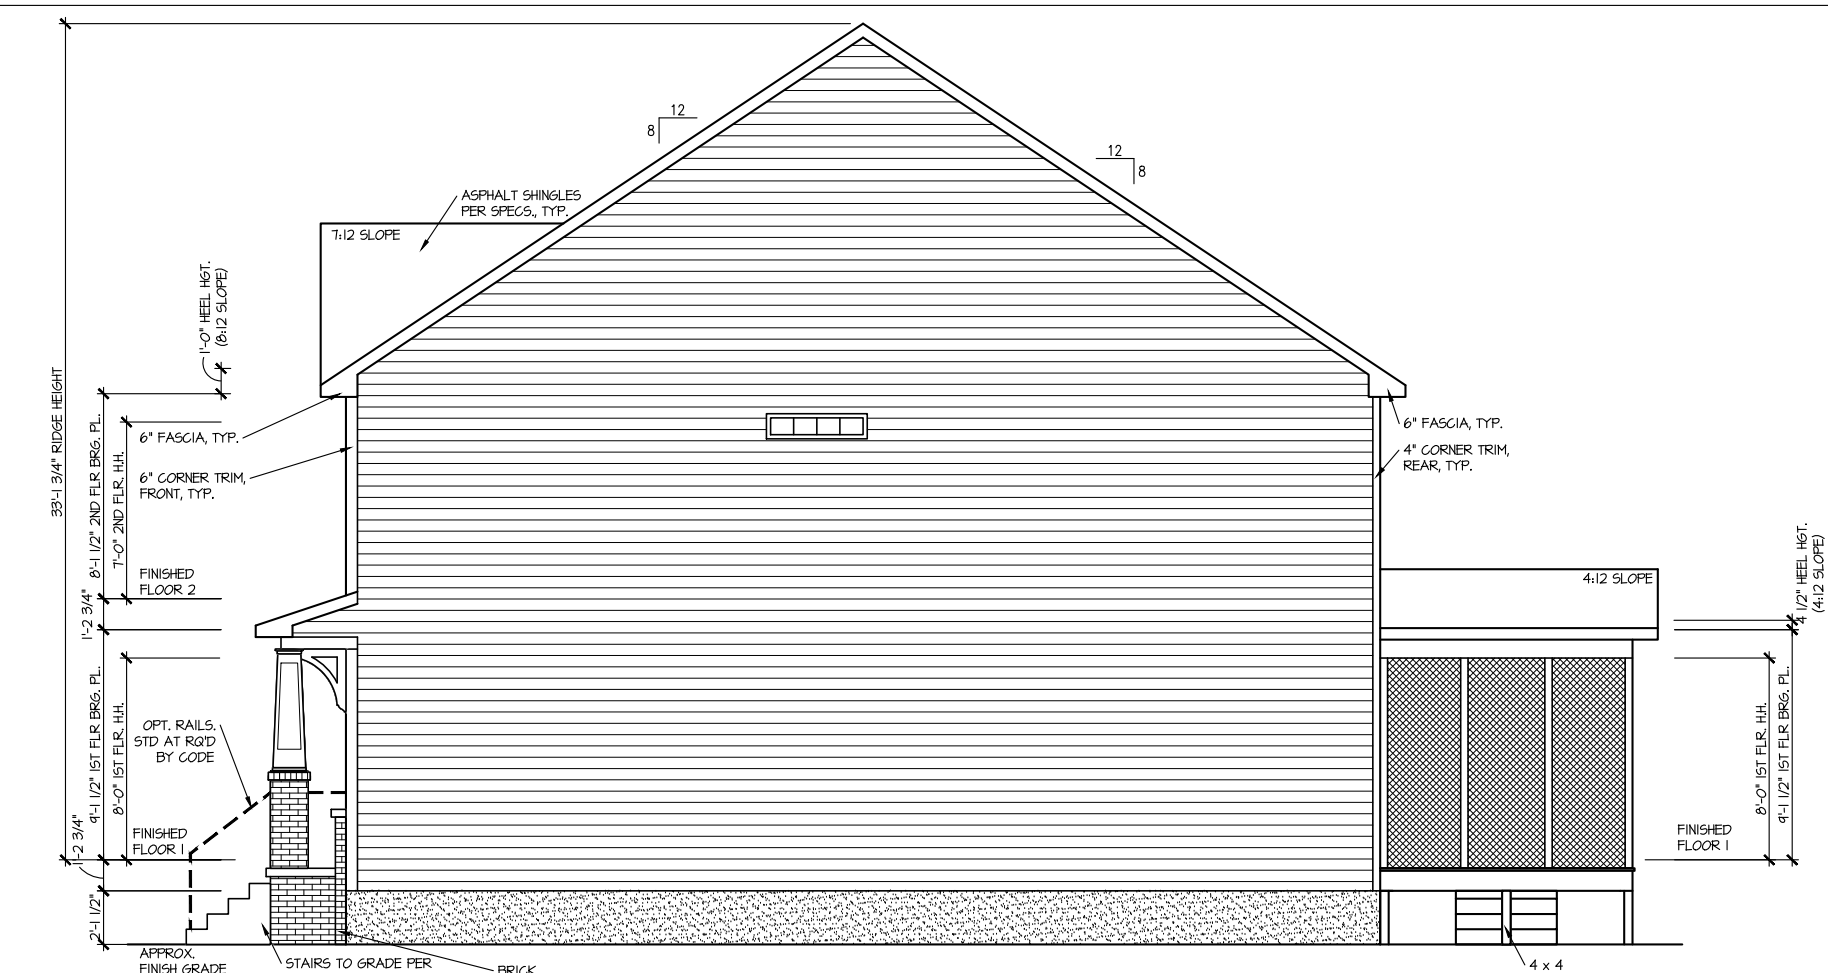 12
8
12
8
ASPHALT SHINGLES
PER SPECS., TYP.
7:12 SLOPE
1'-0" HEEL HGT.
(8:12 SLOPE)
33'-1 3/4" RIDGE HEIGHT
8'-1 1/2" 2ND FLR BRG. PL.
7'-0" 2ND FLR. H.H.
6" FASCIA, TYP.
6" CORNER TRIM,
FRONT, TYP.
6" FASCIA, TYP.
4" CORNER TRIM,
REAR, TYP.
FINISHED
FLOOR 2
1'-2 3/4"
4:12 SLOPE
4 1/2" HEEL HGT.
(4:12 SLOPE)
9'-1 1/2" 1ST FLR BRG. PL.
8'-0" 1ST FLR. H.H.
OPT. RAILS.
STD AT RQ'D
BY CODE
8'-0" 1ST FLR. H.H.
9'-1 1/2" 1ST FLR BRG. PL.
FINISHED
FLOOR 1
FINISHED
FLOOR 1
1'-2 3/4"
2'-1 1/2"
APPROX.
FINISH GRADE
STAIRS TO GRADE PER
BRICK
4 x 4